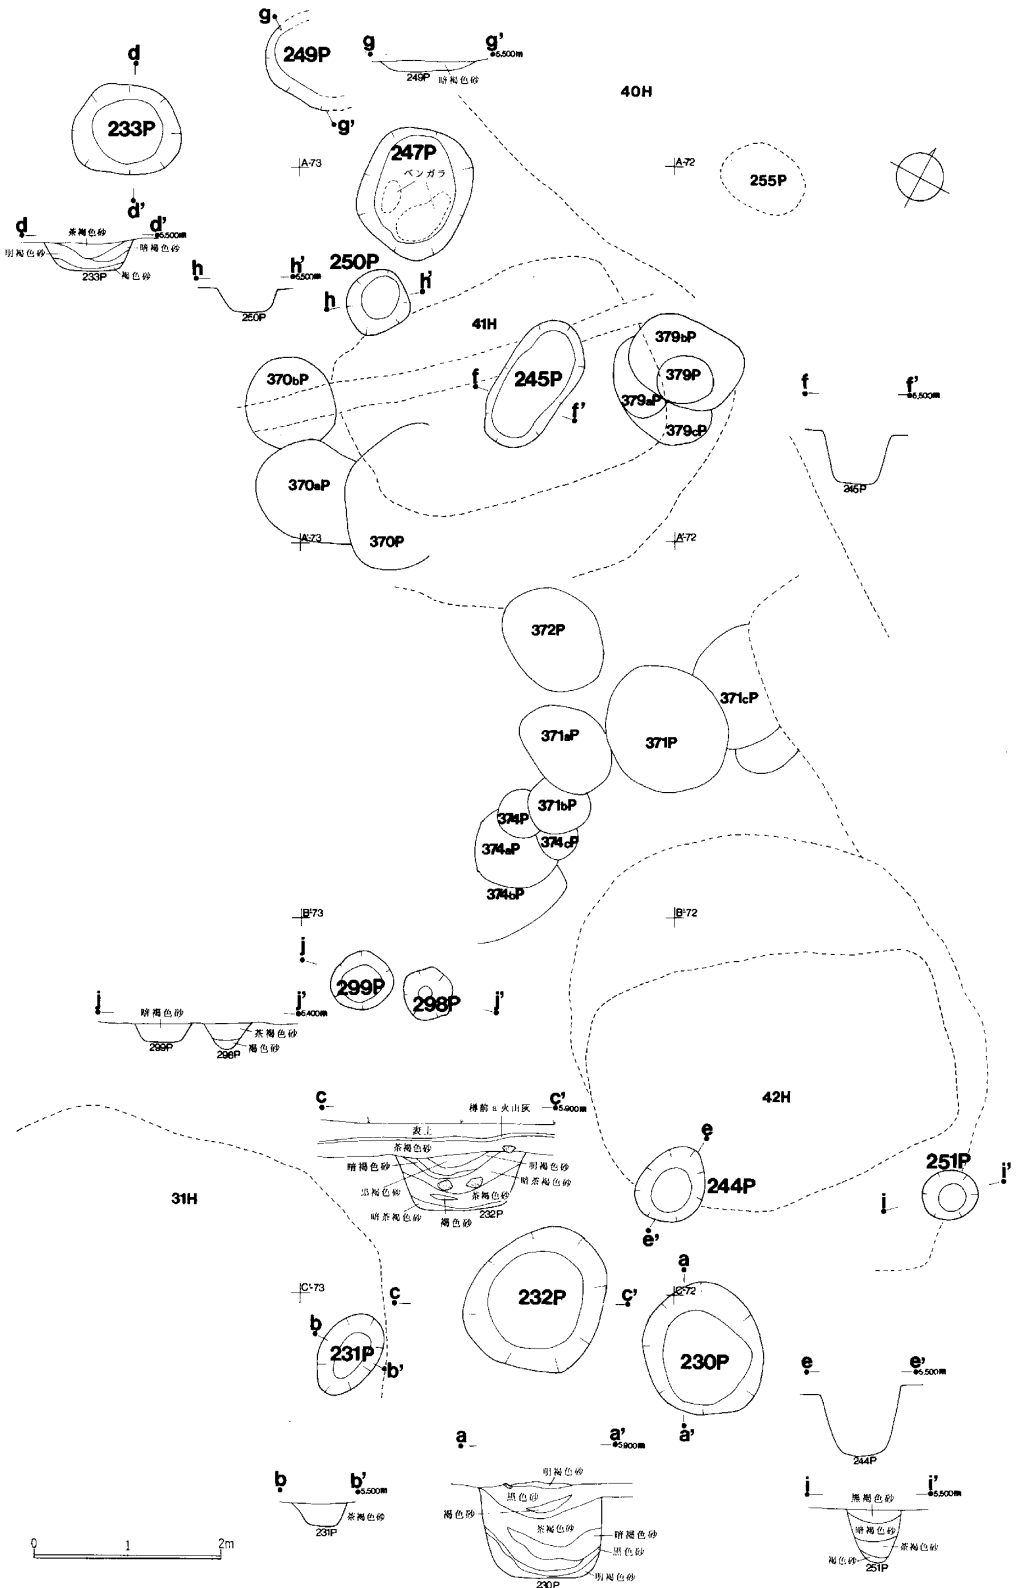 g
249P
g'
g
g'
5.500m
249P
暗褐色砂
40H
d
233P
d'
A-73
247P
ベンガラ
A-72
255P
d
d'
5.500m
茶褐色砂
明褐色砂
暗褐色砂
233P
褐色砂
h
h'
5.500m
250P
250P
h
h'
41H
379bP
379P
379aP
379cP
370bP
f
245P
f'
f
f'
5.500m
245P
370aP
A'-73
370P
A'-72
372P
371cP
371aP
371P
371bP
374P
374aP
374cP
374bP
B'-73
B'-72
j
299P
298P
j'
j
j'
5.400m
暗褐色砂
茶褐色砂
299P
298P
褐色砂
c
c'
5.900m
樽前a火山灰
表土
茶褐色砂
暗褐色砂
明褐色砂
黒褐色砂
暗茶褐色砂
茶褐色砂
暗茶褐色砂
232P
褐色砂
42H
31H
e
244P
e'
251P
i
i'
a
C'-73
c
232P
c'
C'-72
b
231P
b'
230P
a'
e
e'
5.500m
244P
a
a'
5.900m
明褐色砂
黒色砂
褐色砂
茶褐色砂
暗褐色砂
黒色砂
明褐色砂
230P
b
b'
5.500m
茶褐色砂
231P
i
i'
5.500m
黒褐色砂
暗褐色砂
茶褐色砂
褐色砂
251P
0
1
2m